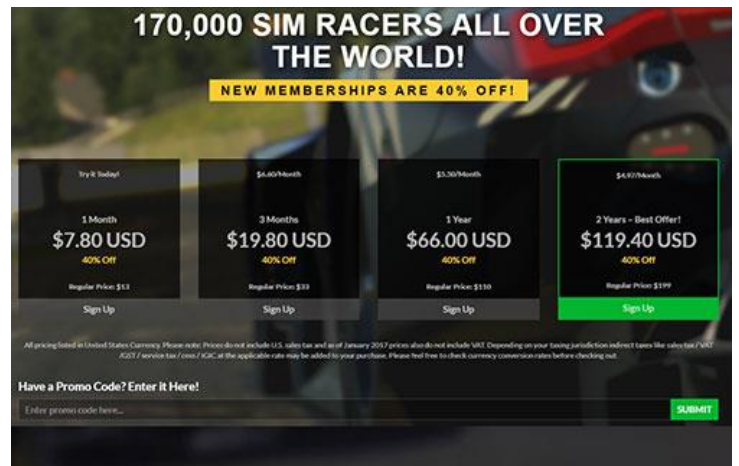 170,000 SIM RACERS ALL OVER
THE WORLD!
NEW MEMBERSHIPS ARE 40% OFF!
Try it Today!
1 Month
$7.80 USD
40% Off
Regular Price: $13
Sign Up
$6.60/Month
3 Months
$19.80 USD
40% Off
Regular Price: $33
Sign Up
$5.50/Month
1 Year
$66.00 USD
40% Off
Regular Price: $110
Sign Up
$4.97/Month
2 Years – Best Offer!
$119.40 USD
40% Off
Regular Price: $199
Sign Up
All pricing listed in United States Currency. Please note: Prices do not include U.S. sales tax and as of January 2017 prices also do not include VAT. Depending on your taxing jurisdiction indirect taxes like sales tax / VAT
/GST / service tax / cess / IGIC at the applicable rate may be added to your purchase. Please feel free to check currency conversion rates before checking out.
Have a Promo Code? Enter it Here!
Enter promo code here...
SUBMIT